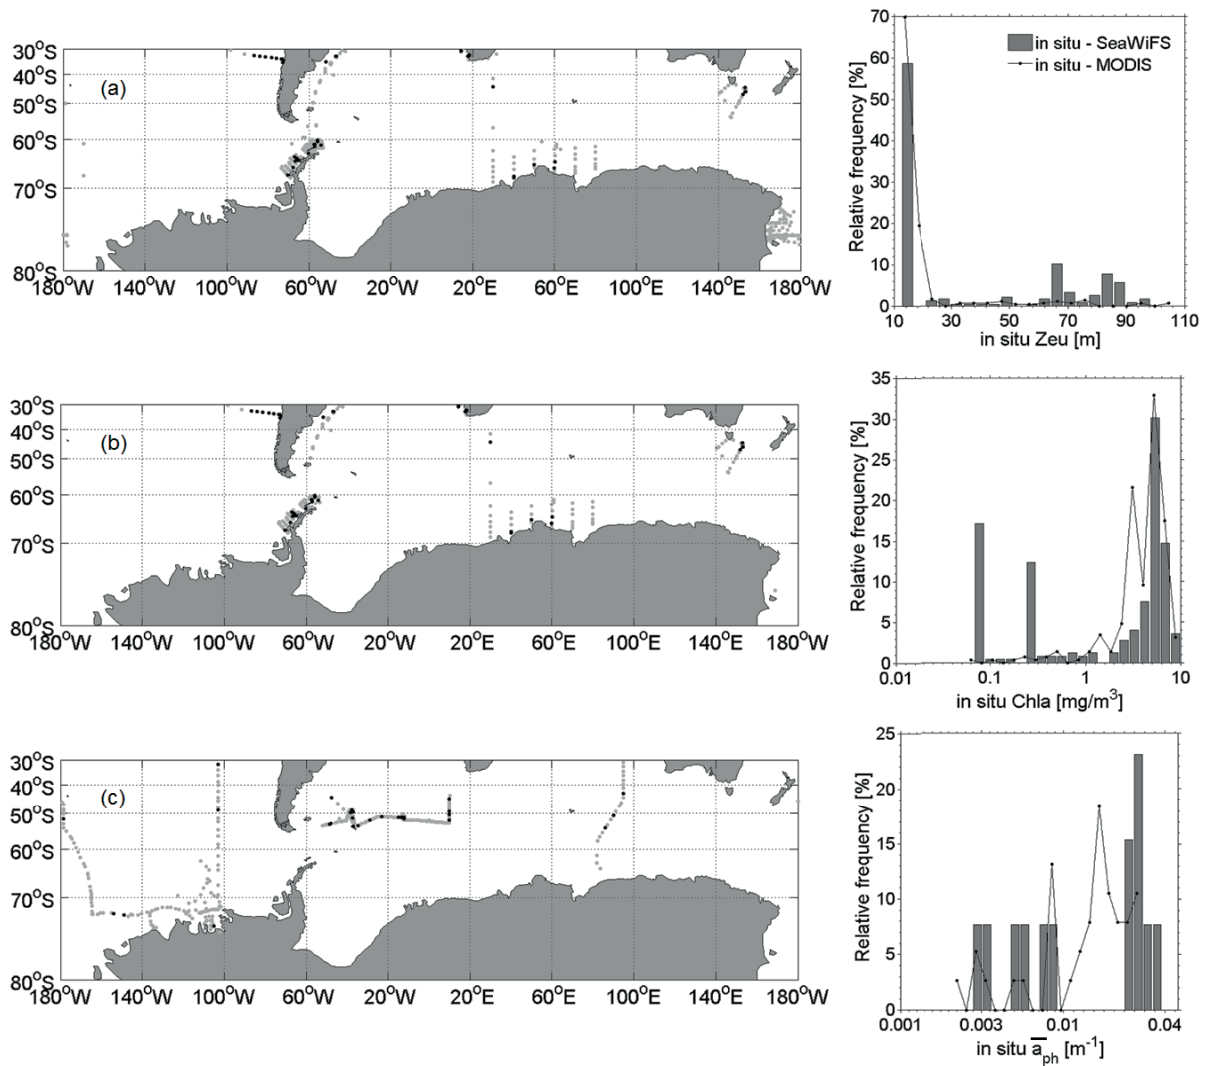 (a)
30°S
40°S
50°S
60°S
70°S
80°S
180°W 140°W 100°W 60°W 20°W 20°E 60°E 100°E 140°E 180°W
70
60
50
40
30
20
10
0
Relative frequency [%]
in situ - SeaWiFS
in situ - MODIS
10 30 50 70 90 110
in situ Zeu [m]
(b)
30°S
40°S
50°S
60°S
70°S
80°S
180°W 140°W 100°W 60°W 20°W 20°E 60°E 100°E 140°E 180°W
35
30
25
20
15
10
5
0
Relative frequency [%]
0.01 0.1 1 10
in situ Chla [mg/m³]
(c)
30°S
40°S
50°S
60°S
70°S
80°S
180°W 140°W 100°W 60°W 20°W 20°E 60°E 100°E 140°E 180°W
25
20
15
10
5
0
Relative frequency [%]
0.001 0.003 0.01 0.04
in situ a̅ph [m⁻¹]